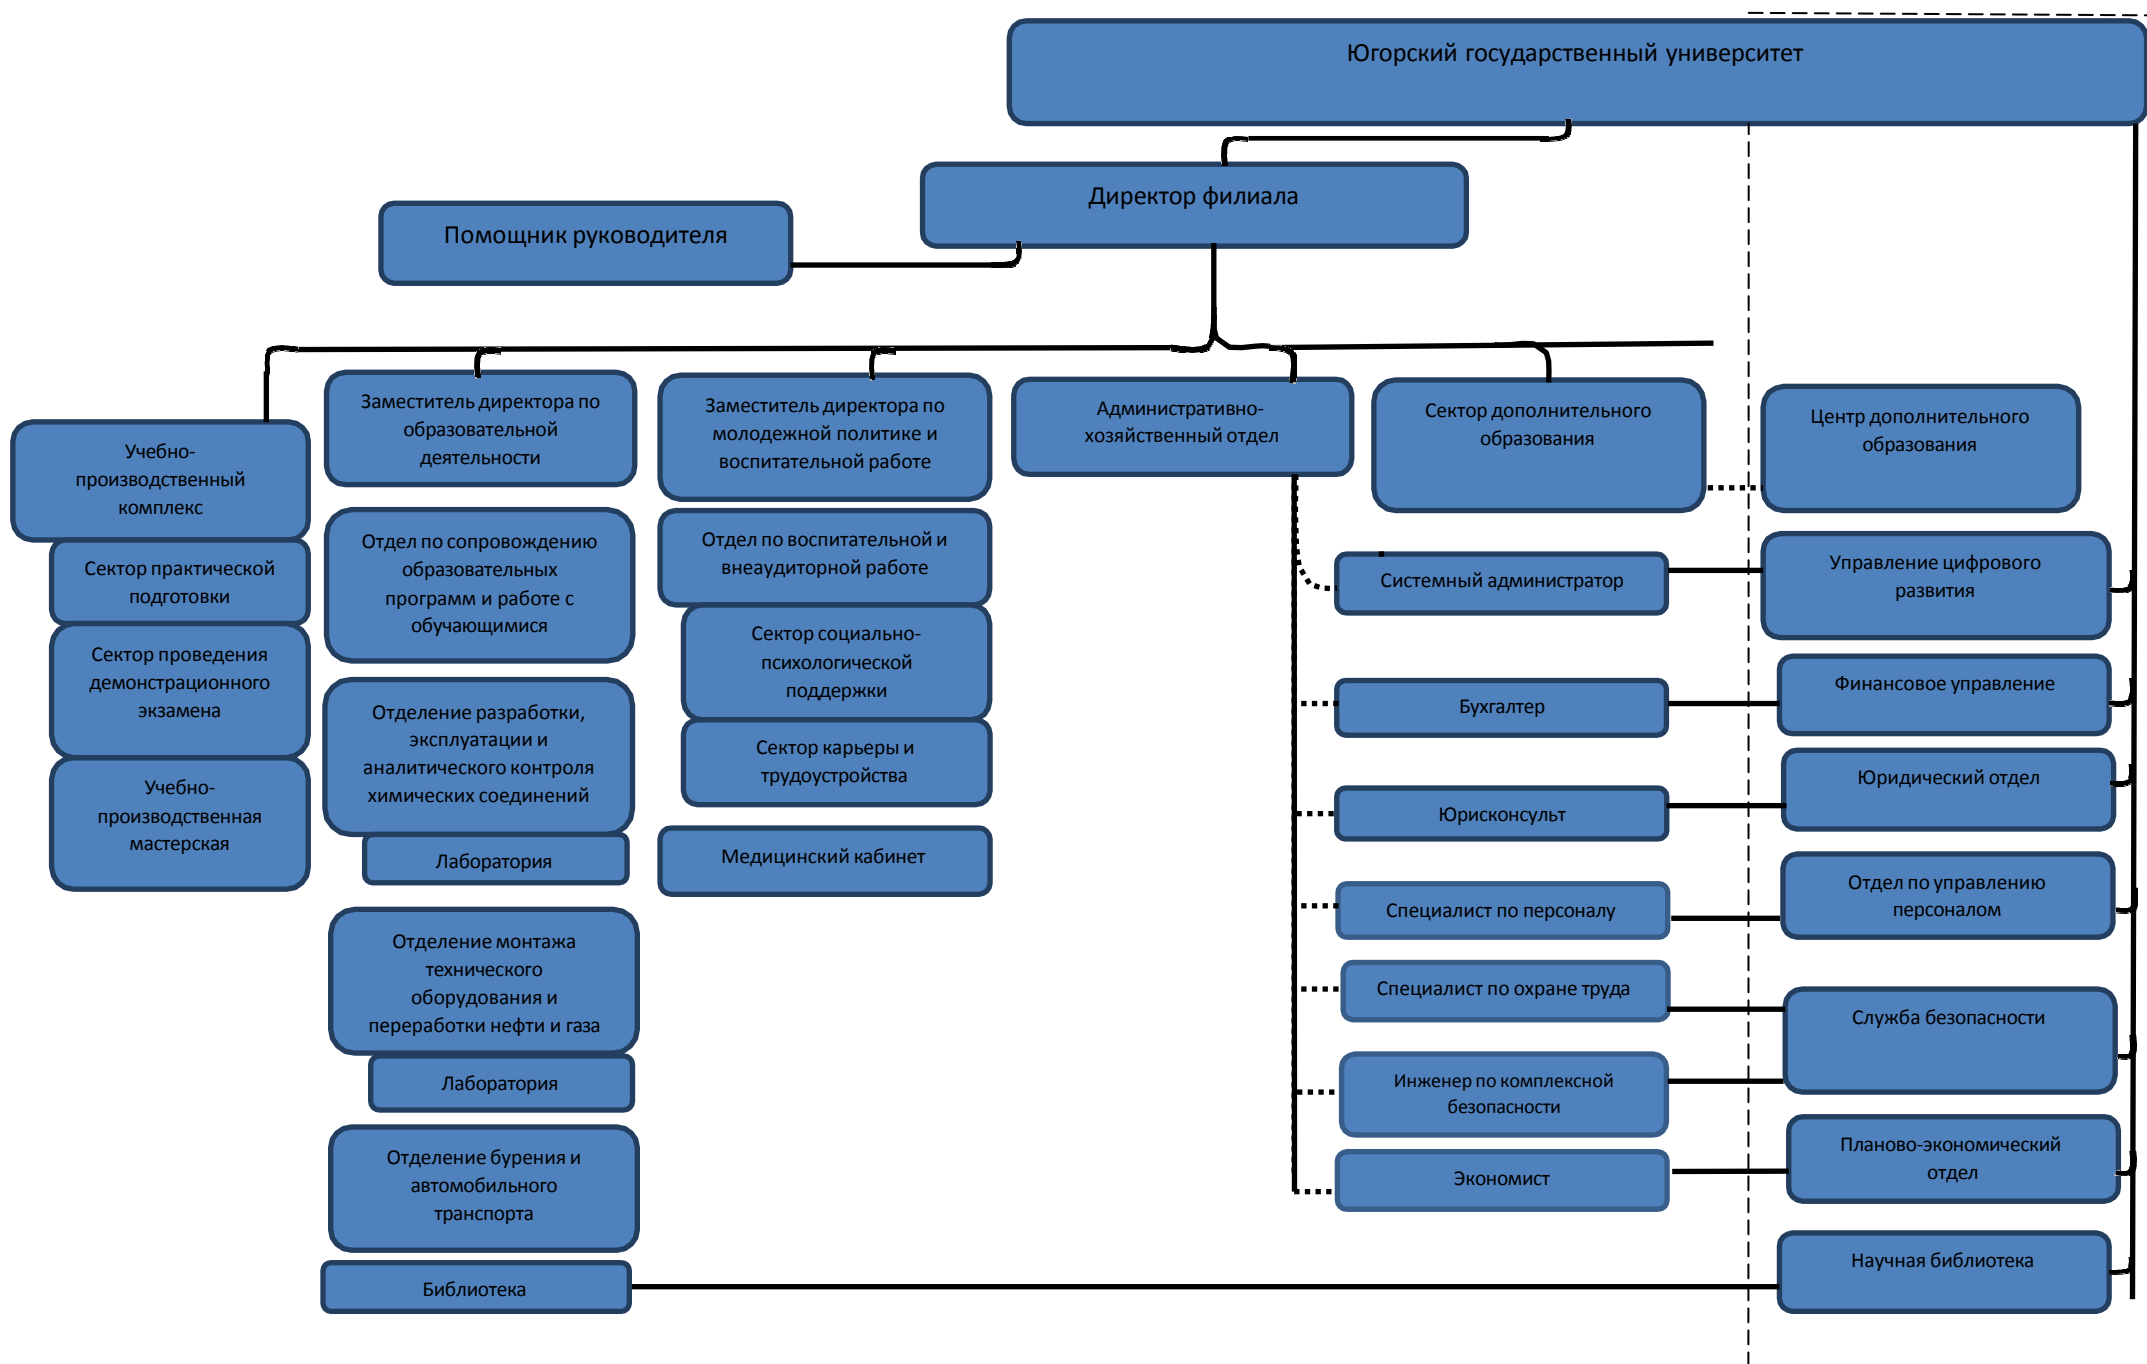 Югорский государственный университет
Директор филиала
Помощник руководителя
Учебно-
производственный
комплекс
Сектор практической
подготовки
Сектор проведения
демонстрационного
экзамена
Учебно-
производственная
мастерская
Заместитель директора по
образовательной
деятельности
Отдел по сопровождению
образовательных
программ и работе с
обучающимися
Отделение разработки,
эксплуатации и
аналитического контроля
химических соединений
Лаборатория
Отделение монтажа
технического
оборудования и
переработки нефти и газа
Лаборатория
Отделение бурения и
автомобильного
транспорта
Библиотека
Заместитель директора по
молодежной политике и
воспитательной работе
Отдел по воспитательной и
внеаудиторной работе
Сектор социально-
психологической
поддержки
Сектор карьеры и
трудоустройства
Медицинский кабинет
Административно-
хозяйственный отдел
Сектор дополнительного
образования
Системный администратор
Бухгалтер
Юрисконсульт
Специалист по персоналу
Специалист по охране труда
Инженер по комплексной
безопасности
Экономист
Центр дополнительного
образования
Управление цифрового
развития
Финансовое управление
Юридический отдел
Отдел по управлению
персоналом
Служба безопасности
Планово-экономический
отдел
Научная библиотека